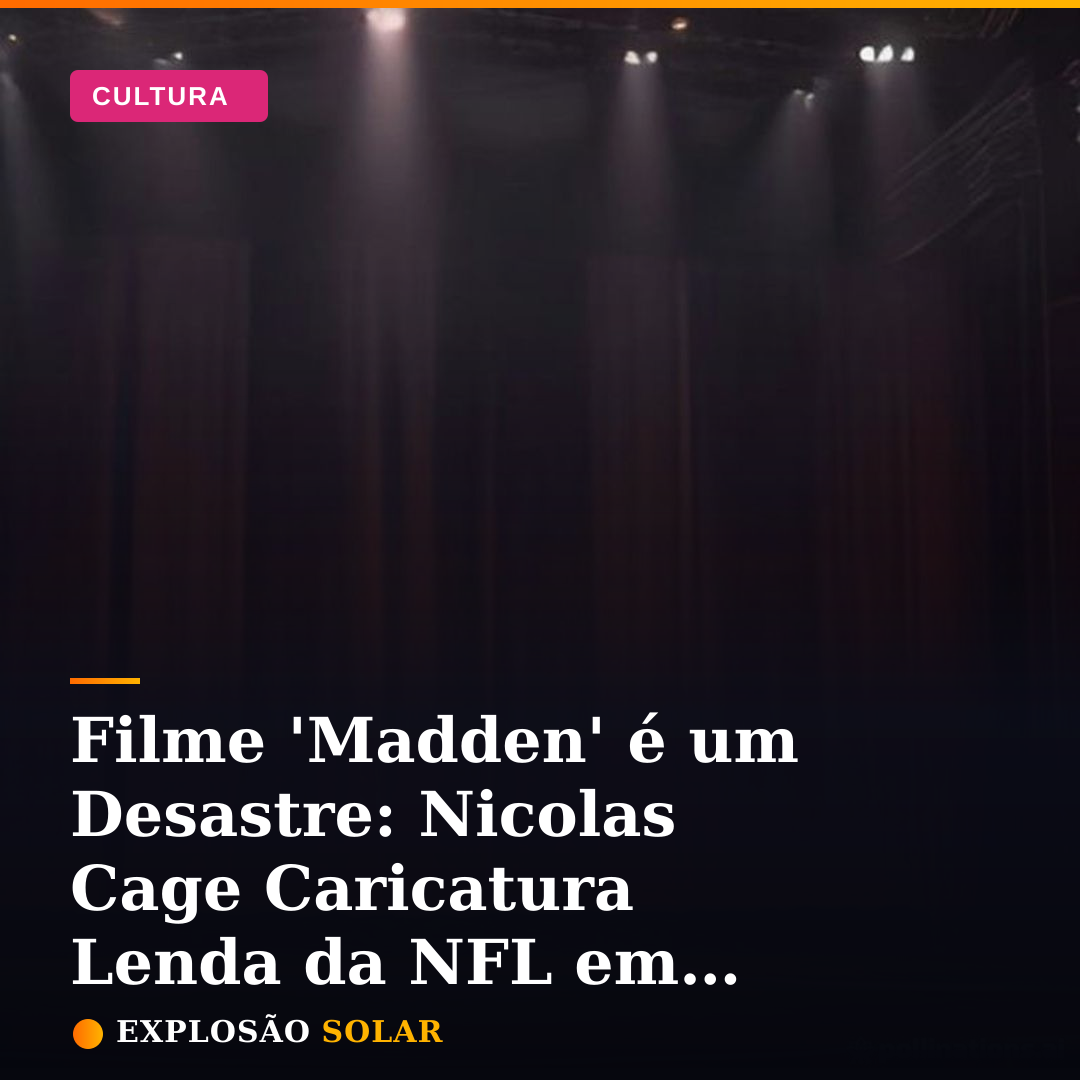 CULTURA
Filme 'Madden' é um
Desastre: Nicolas
Cage Caricatura
Lenda da NFL em...
EXPLOSÃO SOLAR